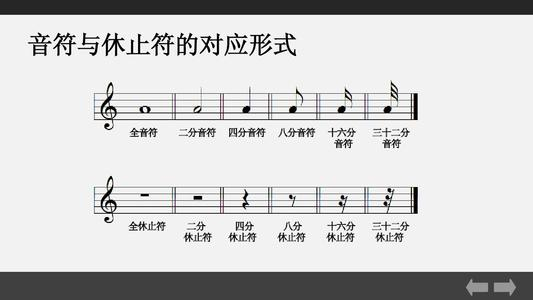 音符与休止符的对应形式
全音符 二分音符 四分音符 八分音符 十六分 三十二分
音符 音符
全休止符 二分 四分 八分 十六分 三十二分
休止符 休止符 休止符 休止符 休止符